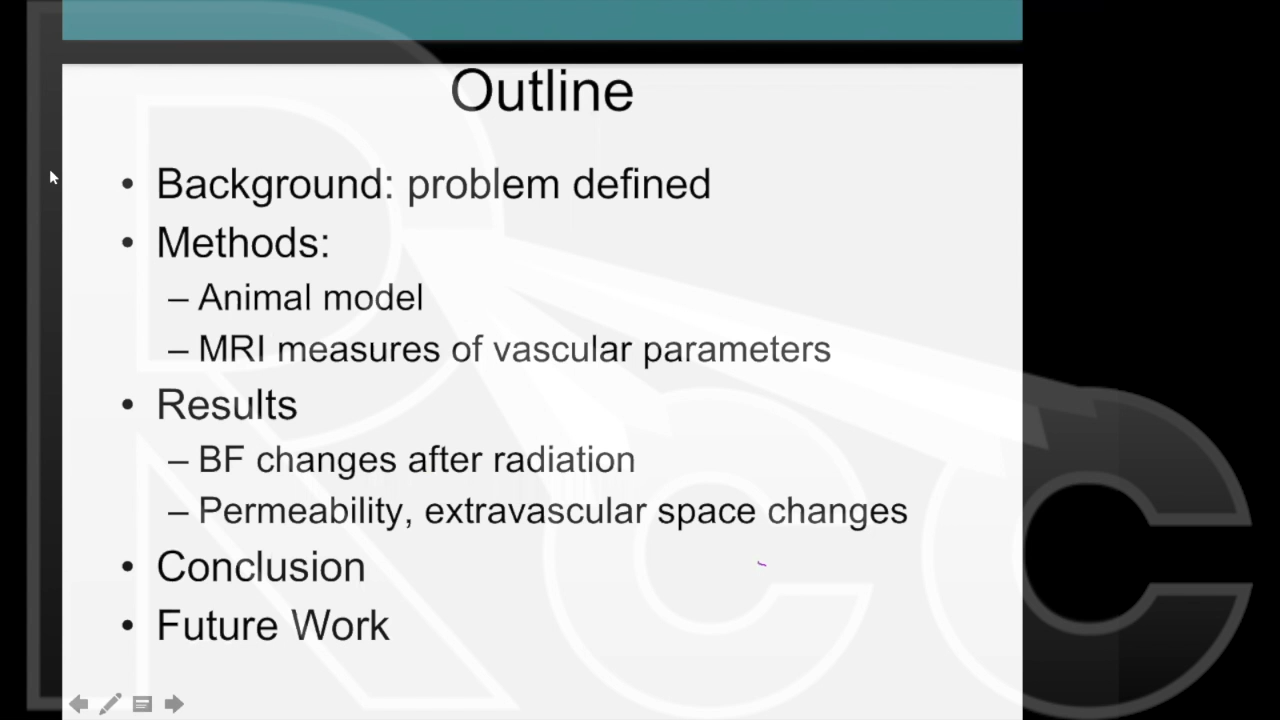 Outline
• Background: problem defined
• Methods:
– Animal model
– MRI measures of vascular parameters
• Results
– BF changes after radiation
– Permeability, extravascular space changes
• Conclusion
• Future Work
RCC